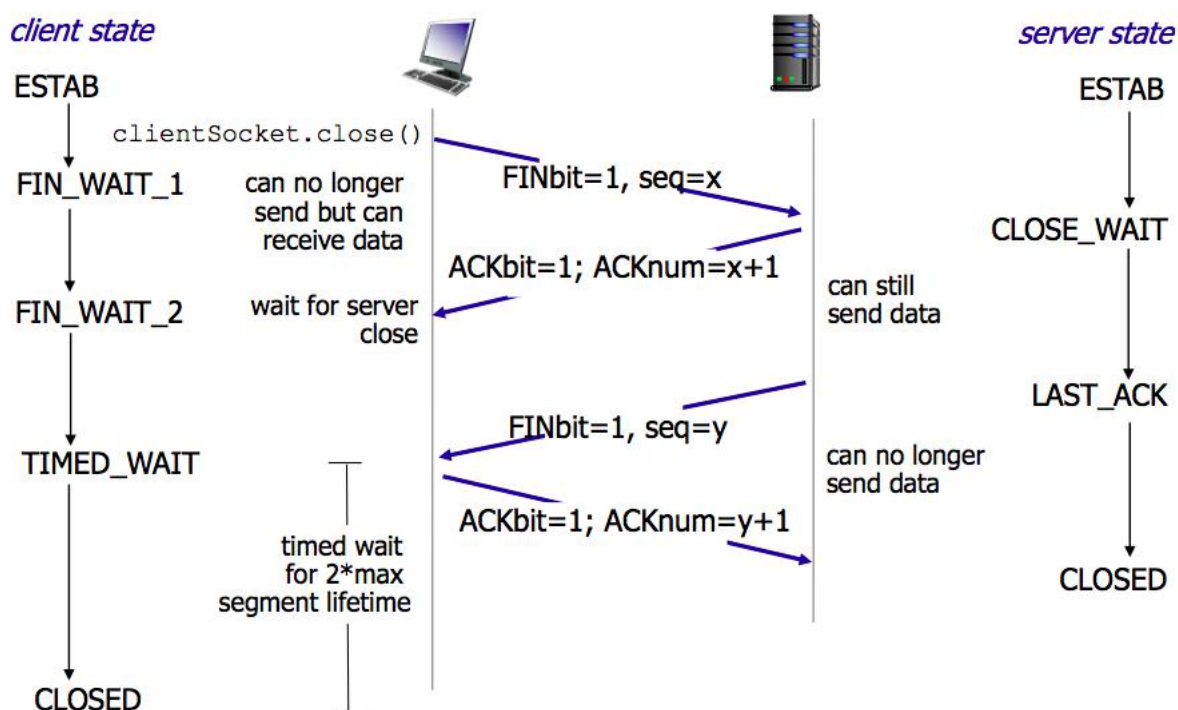 client state
server state
ESTAB
ESTAB
clientSocket.close()
FIN_WAIT_1
can no longer
send but can
receive data
FINbit=1, seq=x
CLOSE_WAIT
ACKbit=1; ACKnum=x+1
FIN_WAIT_2
wait for server
close
can still
send data
LAST_ACK
FINbit=1, seq=y
TIMED_WAIT
can no longer
send data
ACKbit=1; ACKnum=y+1
timed wait
for 2*max
segment lifetime
CLOSED
CLOSED